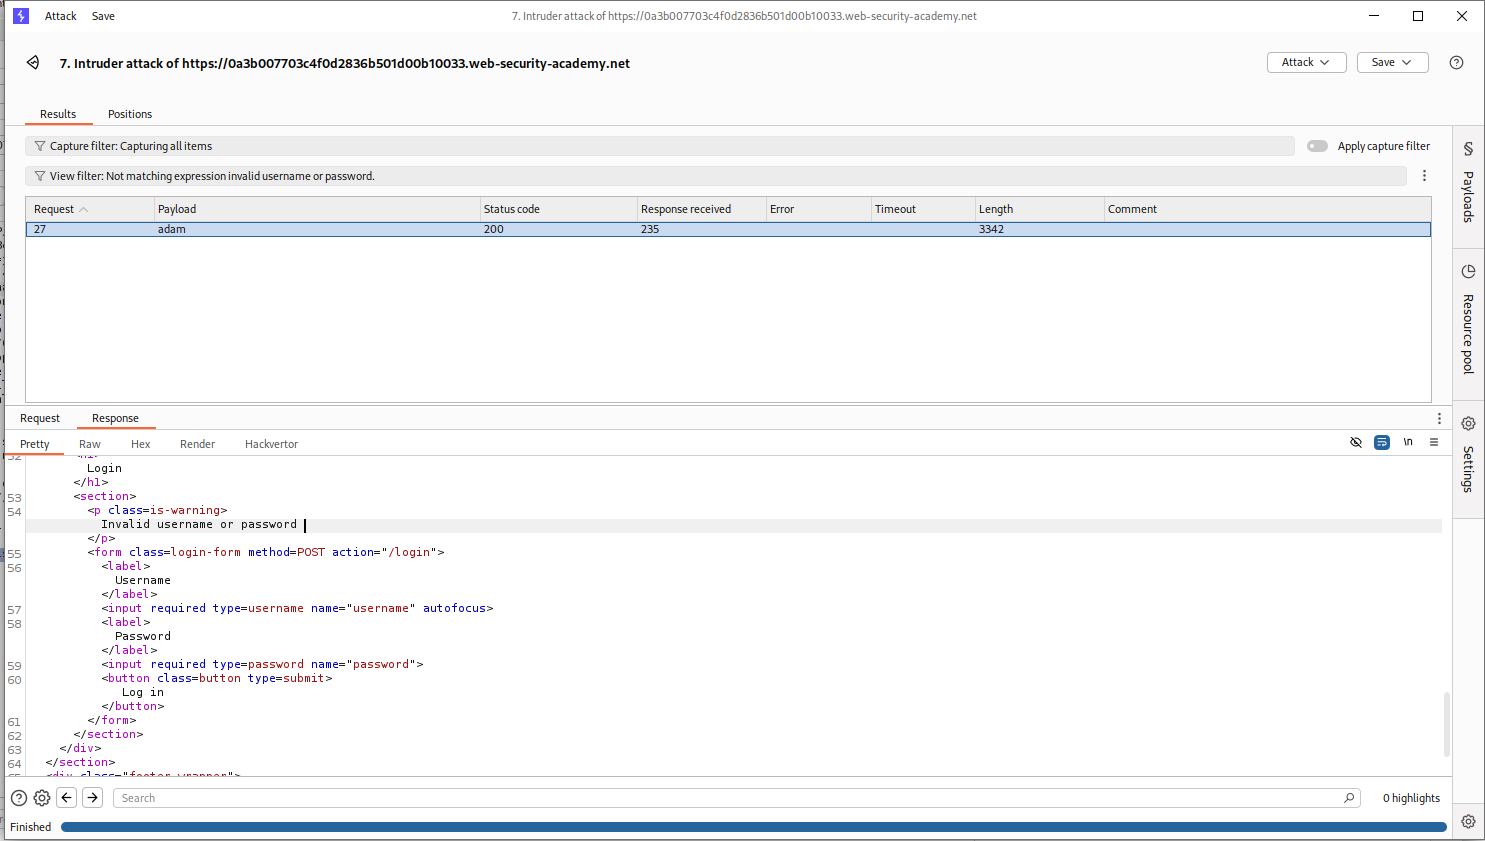 Attack Save 7. Intruder attack of https://0a3b007703c4f0d2836b501d00b10033.web-security-academy.net
7. Intruder attack of https://0a3b007703c4f0d2836b501d00b10033.web-security-academy.net Attack Save
Results Positions
Capture filter: Capturing all items Apply capture filter
View filter: Not matching expression invalid username or password.
Request Payload Status code Response received Error Timeout Length Comment
27 adam 200 235 3342
Payloads
Resource pool
Settings
Request Response
Pretty Raw Hex Render Hackvertor \n
Login
</h1>
53 <section>
54 <p class=is-warning>
Invalid username or password
</p>
55 <form class=login-form method=POST action="/login">
56 <label>
Username
</label>
57 <input required type=username name="username" autofocus>
58 <label>
Password
</label>
59 <input required type=password name="password">
60 <button class=button type=submit>
Log in
</button>
61 </form>
62 </section>
63 </div>
64 </section>
<div class="footer-wrapper">
Search 0 highlights
Finished